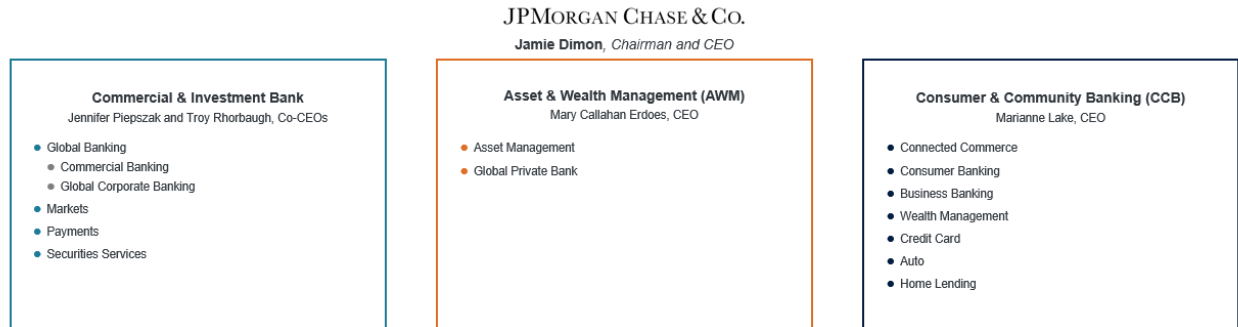 JPMORGAN CHASE & CO.
Jamie Dimon, Chairman and CEO
Commercial & Investment Bank
Jennifer Piepszak and Troy Rhorbaugh, Co-CEOs
Global Banking
Commercial Banking
Global Corporate Banking
Markets
Payments
Securities Services
Asset & Wealth Management (AWM)
Mary Callahan Erdoes, CEO
Asset Management
Global Private Bank
Consumer & Community Banking (CCB)
Marianne Lake, CEO
Connected Commerce
Consumer Banking
Business Banking
Wealth Management
Credit Card
Auto
Home Lending